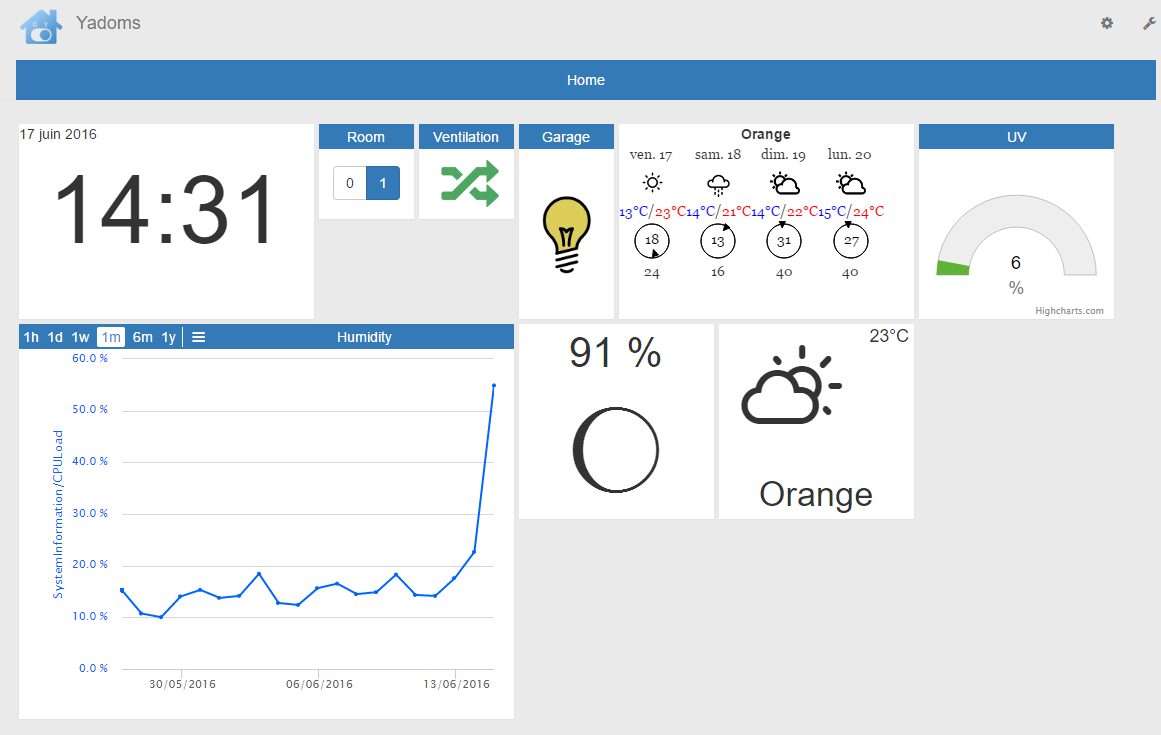 Yadoms
Home
17 juin 2016
14:31
Room
0 1
Ventilation
Garage
Orange
ven. 17 sam. 18 dim. 19 lun. 20
13°C/23°C 14°C/21°C 14°C/22°C 15°C/24°C
18 13 31 27
24 16 40 40
UV
6
%
Highcharts.com
1h 1d 1w 1m 6m 1y Humidity
SystemInformation/CPULoad
60.0 %
50.0 %
40.0 %
30.0 %
20.0 %
10.0 %
0.0 %
30/05/2016 06/06/2016 13/06/2016
91 %
23°C
Orange